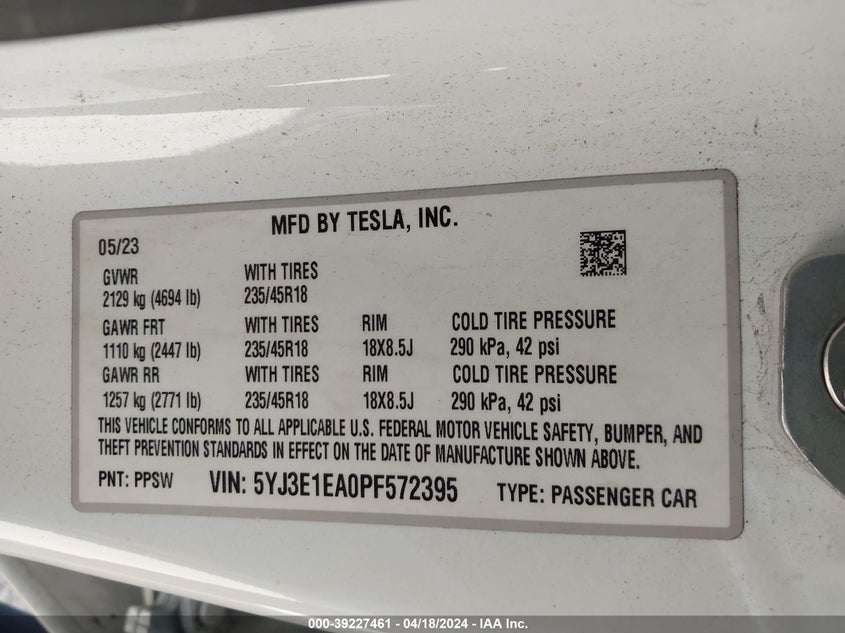 MFD BY TESLA, INC.
05/23
GVWR WITH TIRES
2129 kg (4694 lb) 235/45R18
GAWR FRT WITH TIRES RIM COLD TIRE PRESSURE
1110 kg (2447 lb) 235/45R18 18X8.5J 290 kPa, 42 psi
GAWR RR WITH TIRES RIM COLD TIRE PRESSURE
1257 kg (2771 lb) 235/45R18 18X8.5J 290 kPa, 42 psi
THIS VEHICLE CONFORMS TO ALL APPLICABLE U.S. FEDERAL MOTOR VEHICLE SAFETY, BUMPER, AND
THEFT PREVENTION STANDARDS IN EFFECT ON THE DATE OF MANUFACTURE SHOWN ABOVE.
PNT: PPSW VIN: 5YJ3E1EA0PF572395 TYPE: PASSENGER CAR
000-39227461 - 04/18/2024 - IAA Inc.